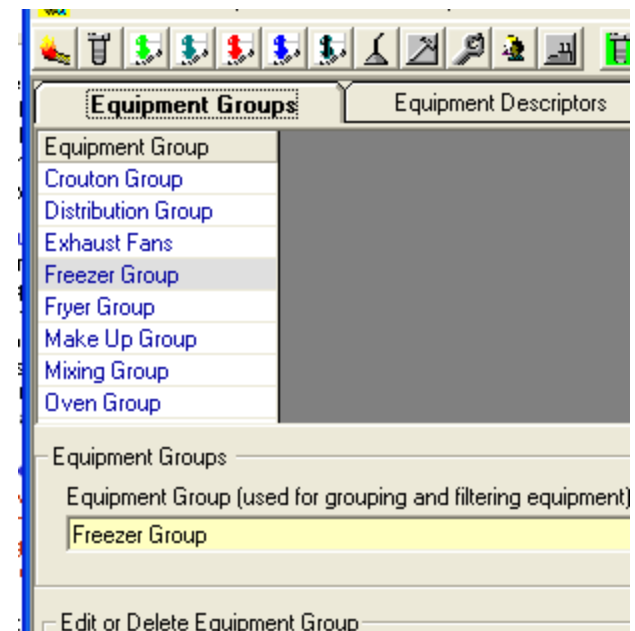 Equipment Groups
Equipment Descriptors
Equipment Group
Crouton Group
Distribution Group
Exhaust Fans
Freezer Group
Fryer Group
Make Up Group
Mixing Group
Oven Group
Equipment Groups
Equipment Group (used for grouping and filtering equipment)
Freezer Group
Edit or Delete Equipment Group